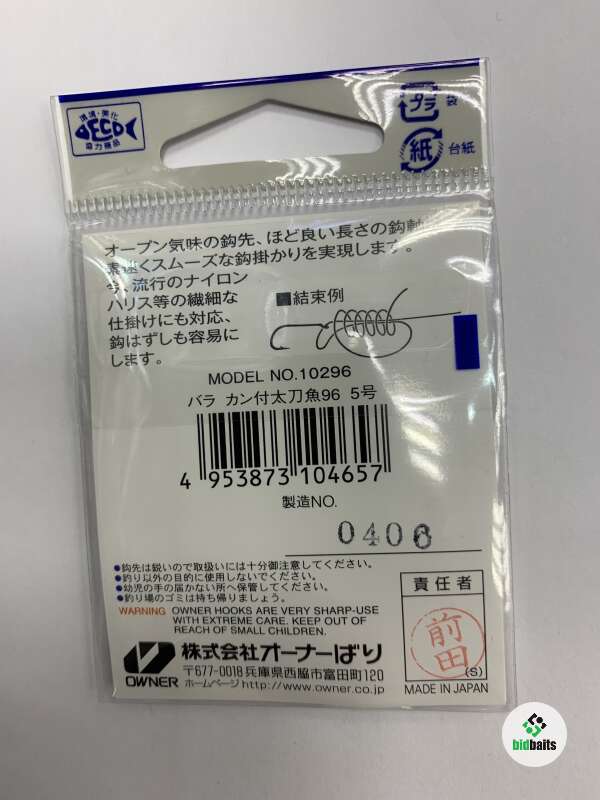 清流・美化
ECO
協力商品
プラ
袋
紙
台紙
オープン気味の鈎先、ほど良い長さの鈎軸
素速くスムーズな鈎掛かりを実現します。
今、流行のナイロン
ハリス等の繊細な
仕掛けにも対応、
鈎はずしも容易に
します。
■結束例
MODEL NO.10296
バラ カン付太刀魚96 5号
4 953873 104657
製造NO.
0406
●鈎先は鋭いので取扱いには十分御注意してください。
●釣り以外の目的に使用しないでください。
●幼児の手の届かない所へ保管してください。
●釣り場のゴミは持ち帰りましょう。
WARNING OWNER HOOKS ARE VERY SHARP-USE
WITH EXTREME CARE. KEEP OUT OF
REACH OF SMALL CHILDREN.
責任者
前田
(S)
MADE IN JAPAN
OWNER
株式会社オーナーばり
〒677-0018 兵庫県西脇市富田町120
ホームページ http://www.owner.co.jp
bidbaits